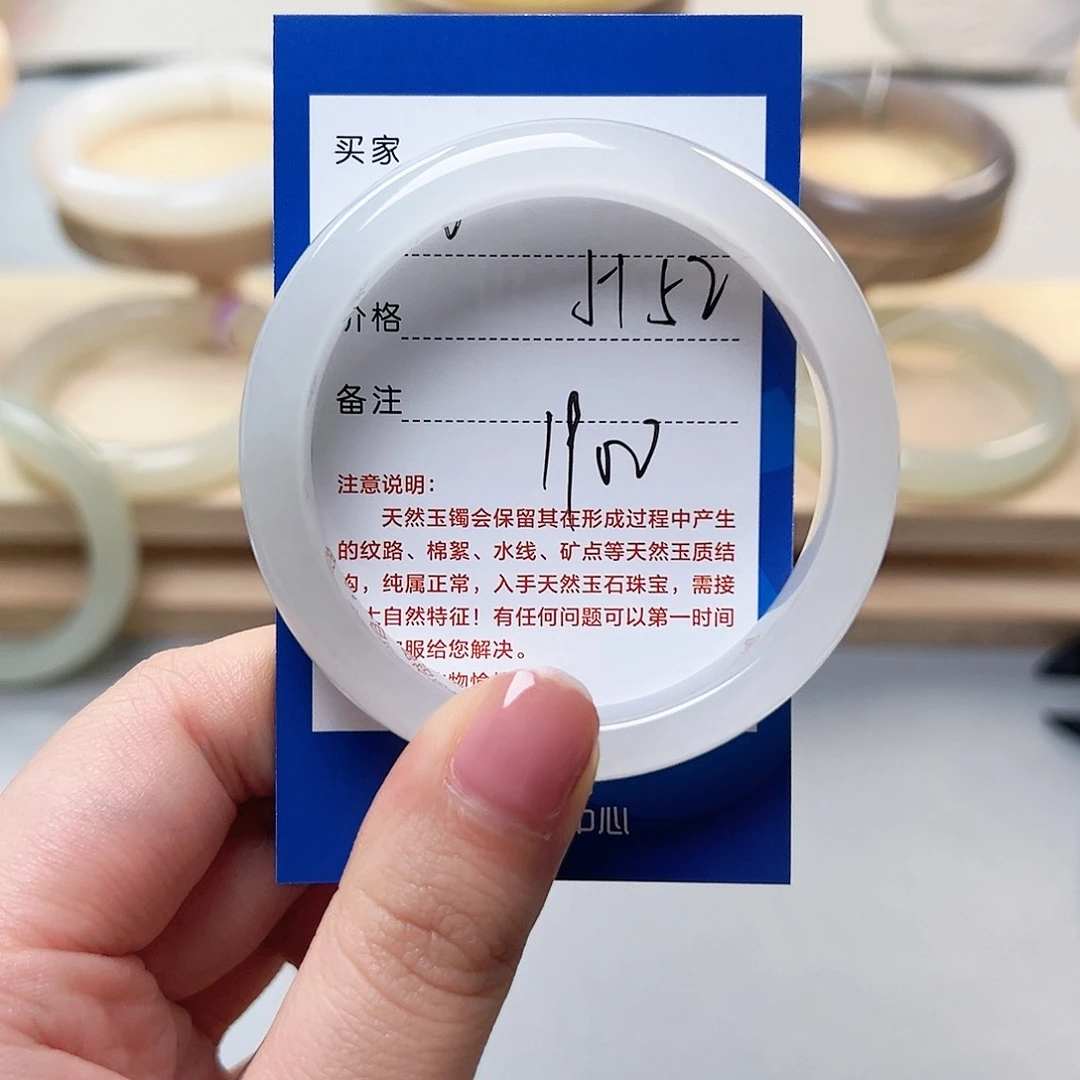 买家
价格
备注
1900
注意说明：
天然玉镯会保留其在形成过程中产生
的纹路、棉絮、水线、矿点等天然玉质结
构，纯属正常，入手天然玉石珠宝，需接
自然特征！有任何问题可以第一时间
服给您解决。
中心